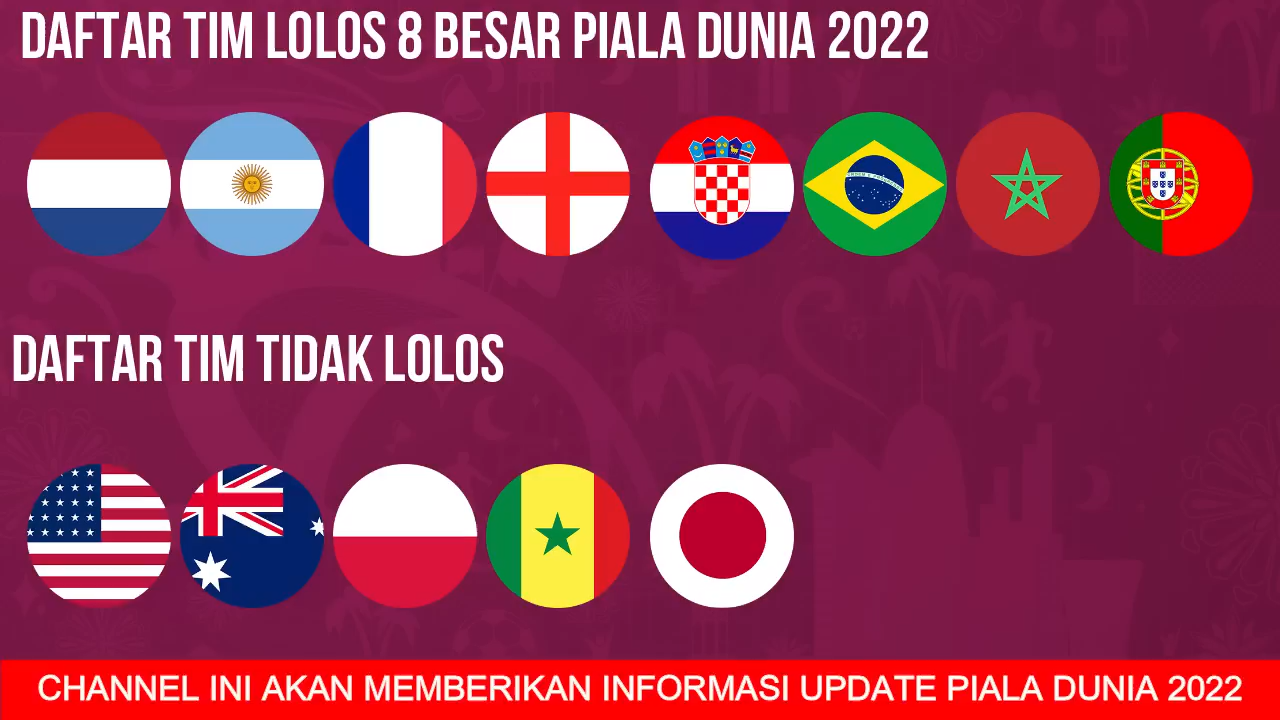 DAFTAR TIM LOLOS 8 BESAR PIALA DUNIA 2022
DAFTAR TIM TIDAK LOLOS
CHANNEL INI AKAN MEMBERIKAN INFORMASI UPDATE PIALA DUNIA 2022